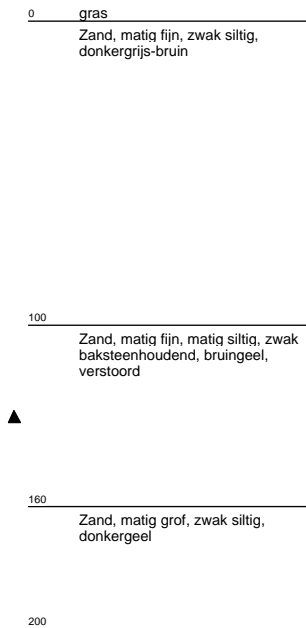 0 gras
Zand, matig fijn, zwak siltig,
donkergrijs-bruin
100
Zand, matig fijn, matig siltig, zwak
baksteenhoudend, bruingeel,
verstoord
160
Zand, matig grof, zwak siltig,
donkergeel
200